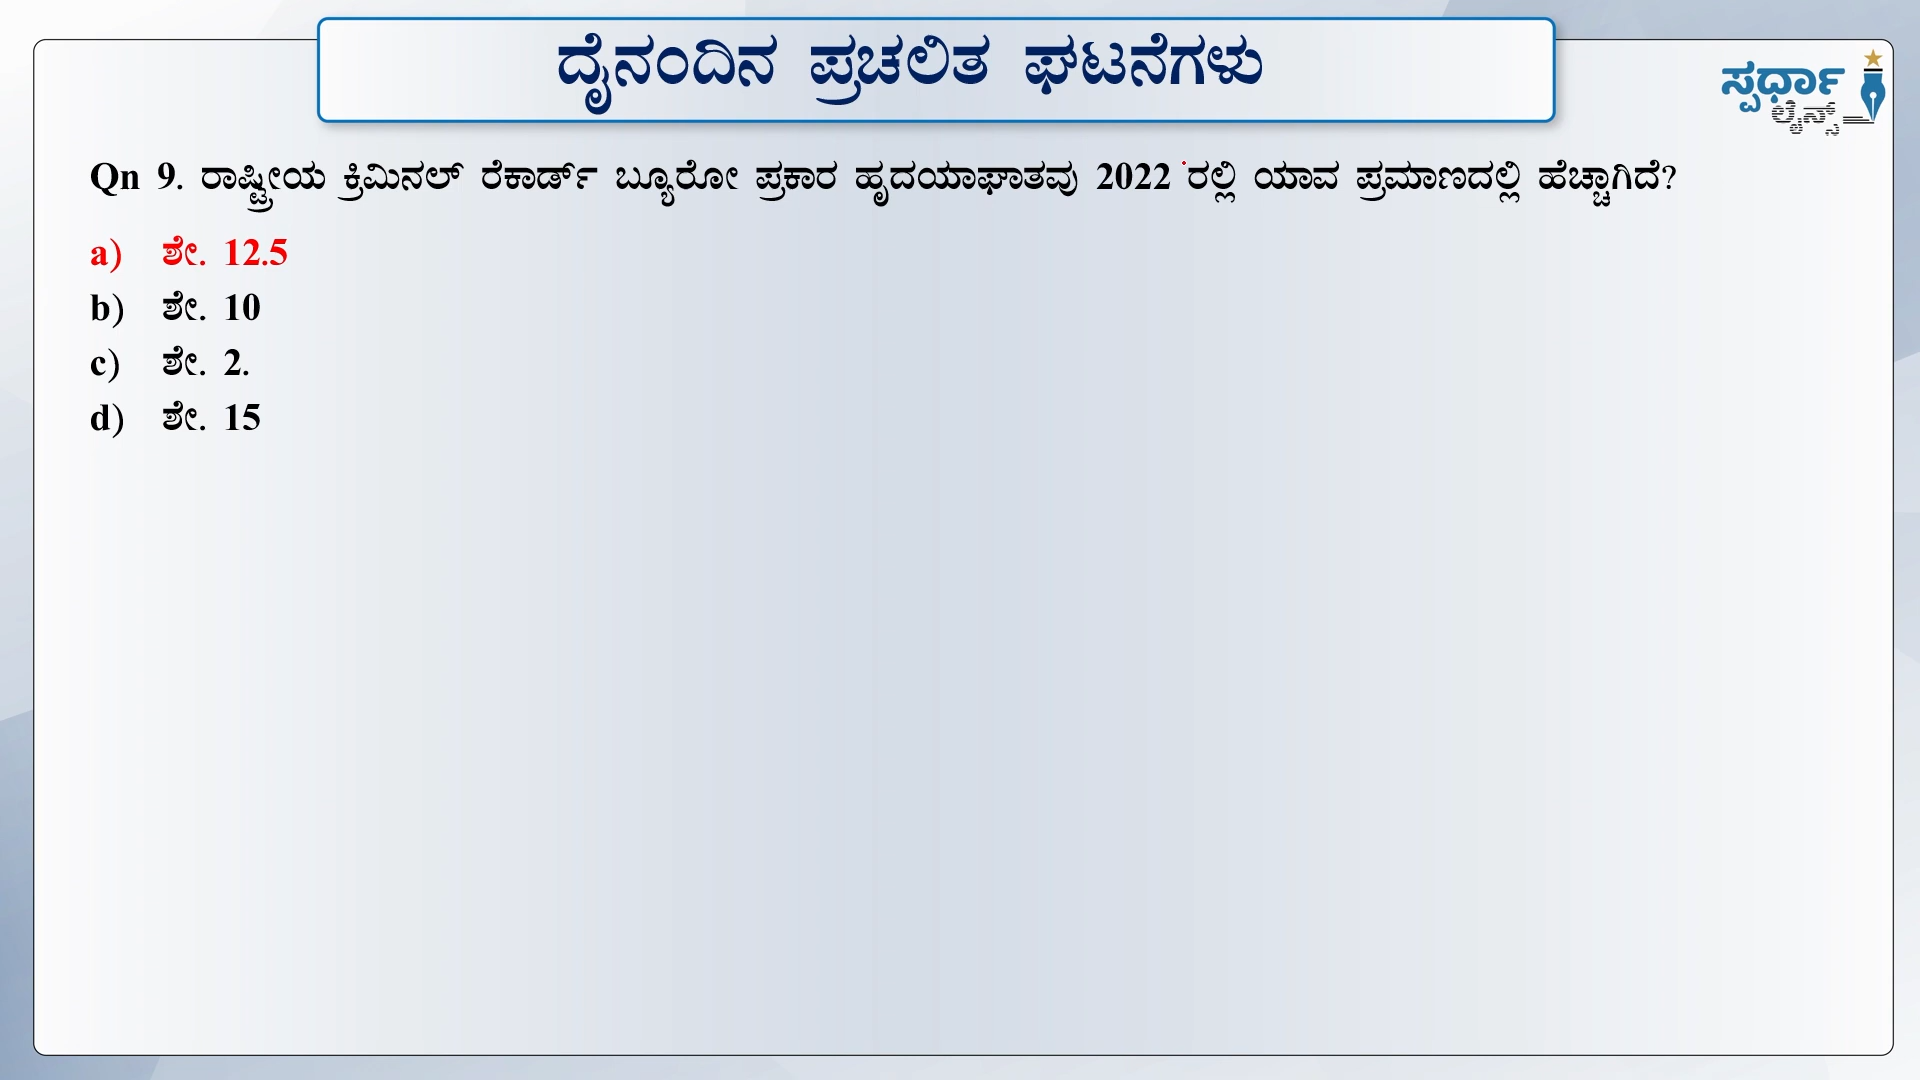 ದೈನಂದಿನ ಪ್ರಚಲಿತ ಘಟನೆಗಳು
ಸ್ಪರ್ಧಾ
ಲೈನ್ಸ್
Qn 9. ರಾಷ್ಟ್ರೀಯ ಕ್ರಿಮಿನಲ್ ರೆಕಾರ್ಡ್ ಬ್ಯೂರೋ ಪ್ರಕಾರ ಹೃದಯಾಘಾತವು 2022 ರಲ್ಲಿ ಯಾವ ಪ್ರಮಾಣದಲ್ಲಿ ಹೆಚ್ಚಾಗಿದೆ?
a) ಶೇ. 12.5
b) ಶೇ. 10
c) ಶೇ. 2.
d) ಶೇ. 15